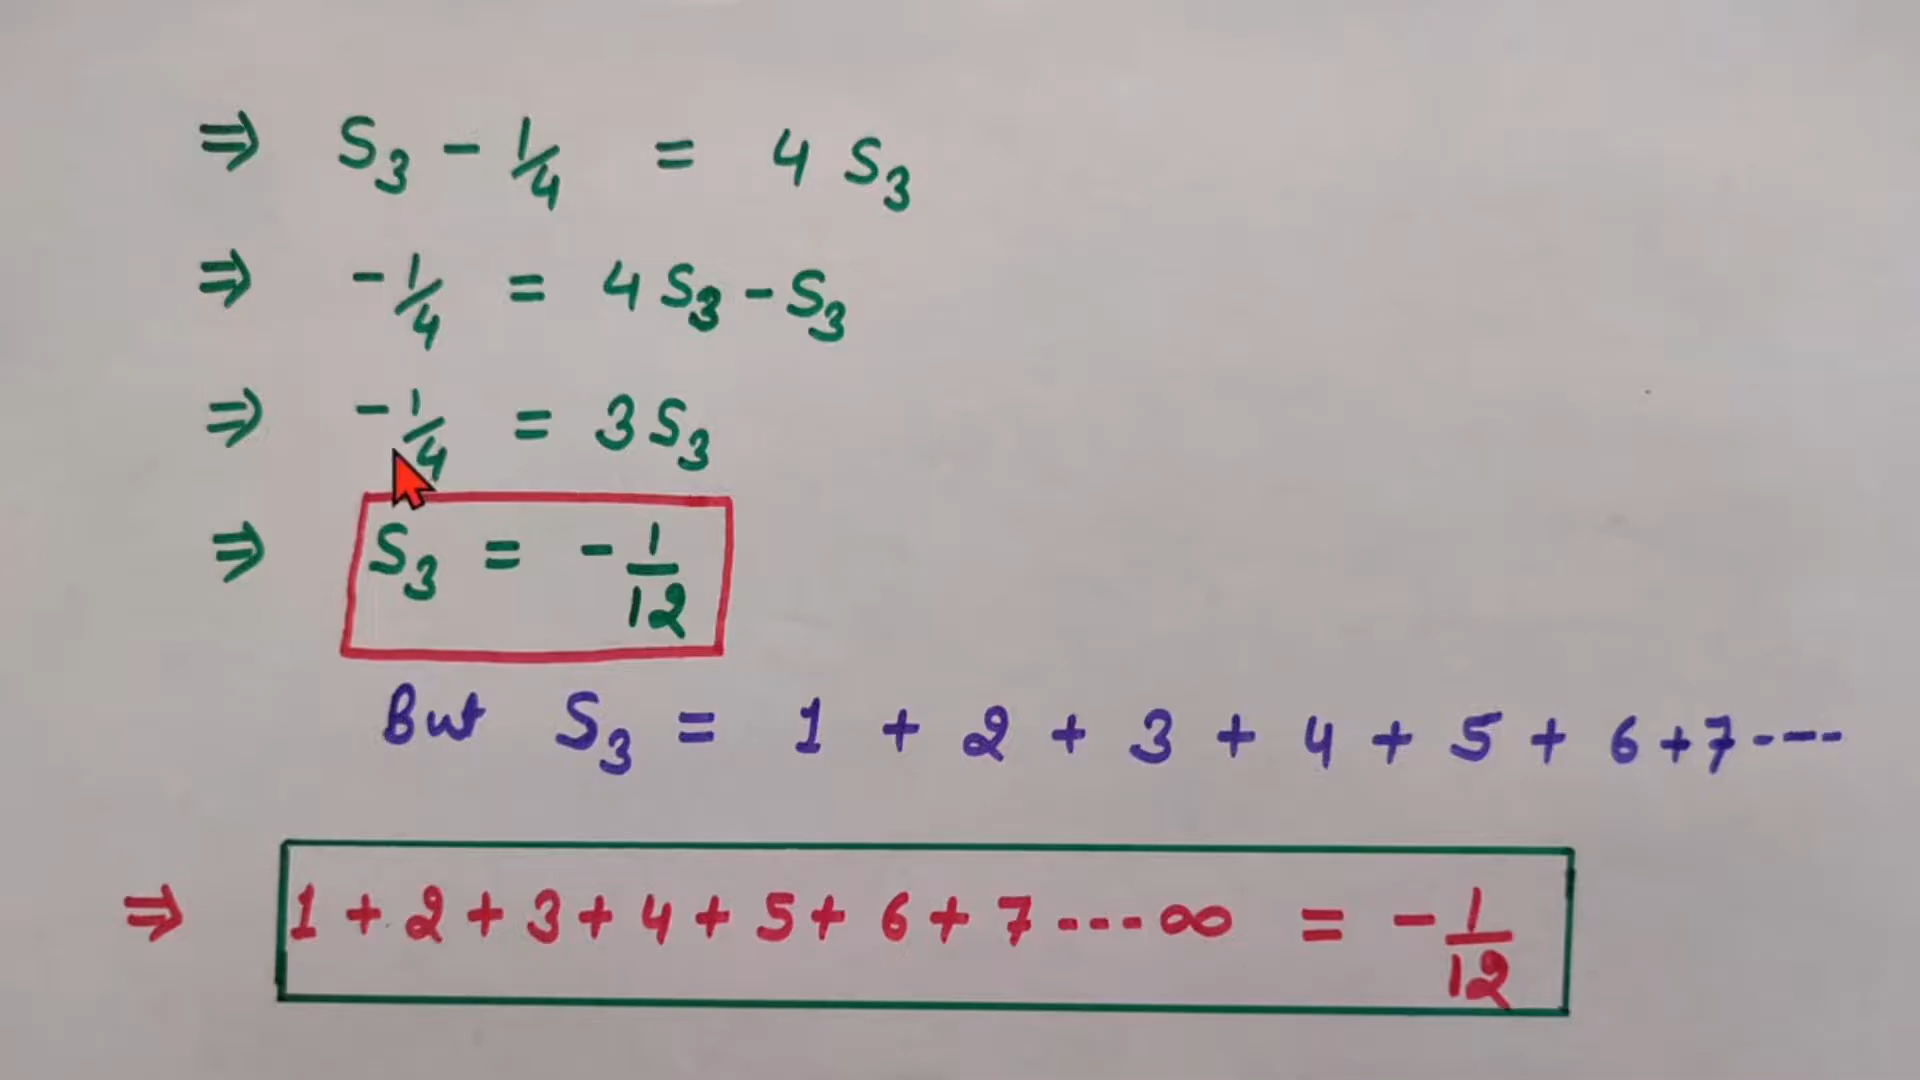 ⇒ S₃ - 1/4 = 4 S₃
⇒ - 1/4 = 4 S₃ - S₃
⇒ - 1/4 = 3 S₃
⇒ S₃ = - 1/12
But S₃ = 1 + 2 + 3 + 4 + 5 + 6 + 7 ----
⇒ 1 + 2 + 3 + 4 + 5 + 6 + 7 ---- ∞ = - 1/12